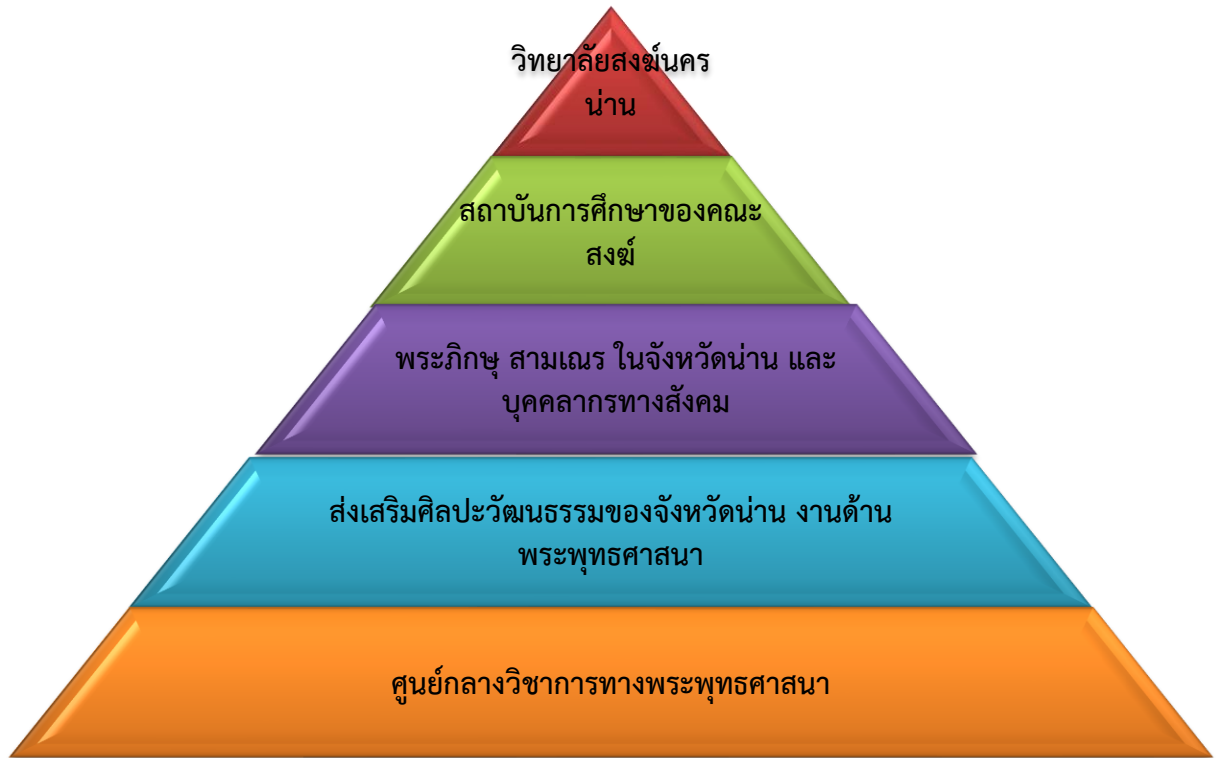 วิทยาลัยสงฆ์นคร
น่าน
สถาบันการศึกษาของคณะ
สงฆ์
พระภิกษุ สามเณร ในจังหวัดน่าน และ
บุคคลากรทางสังคม
ส่งเสริมศิลปะวัฒนธรรมของจังหวัดน่าน งานด้าน
พระพุทธศาสนา
ศูนย์กลางวิชาการทางพระพุทธศาสนา